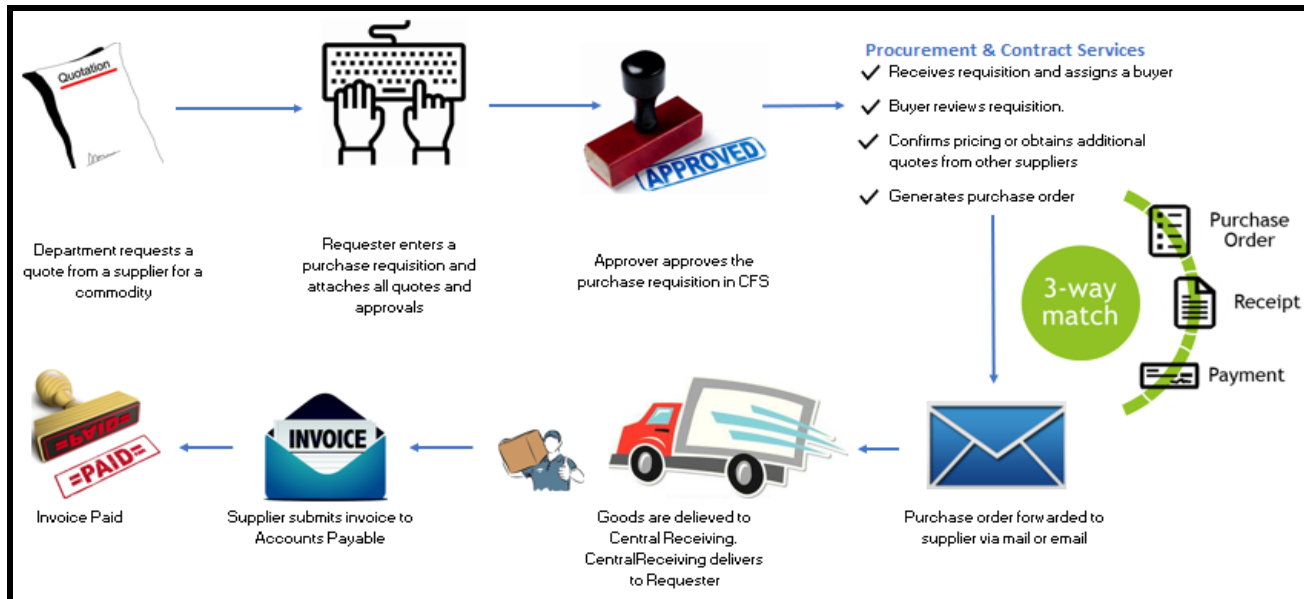 Quotation
Department requests a
quote from a supplier for a
commodity
Requester enters a
purchase requisition and
attaches all quotes and
approvals
APPROVED
Approver approves the
purchase requisition in CFS
Procurement & Contract Services
Receives requisition and assigns a buyer
Buyer reviews requisition.
Confirms pricing or obtains additional
quotes from other suppliers
Generates purchase order
3-way
match
Purchase
Order
Receipt
Payment
Purchase order forwarded to
supplier via mail or email
Goods are delieved to
Central Receiving.
CentralReceiving delivers
to Requester
INVOICE
Supplier submits invoice to
Accounts Payable
=PAID=
=PAID=
Invoice Paid